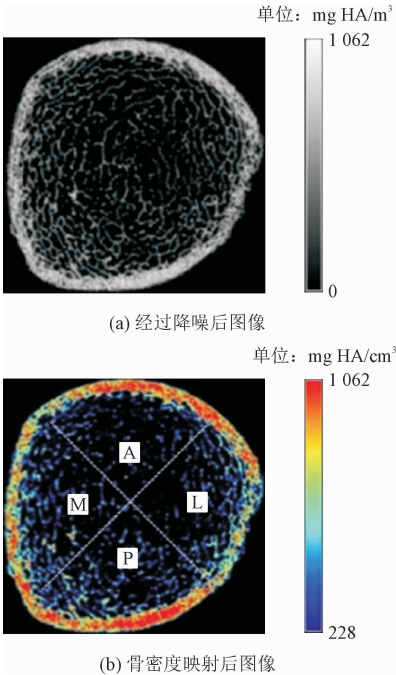 单位：mg HA/m³
1 062
0
(a) 经过降噪后图像
单位：mg HA/cm³
1 062
A
M
L
P
228
(b) 骨密度映射后图像